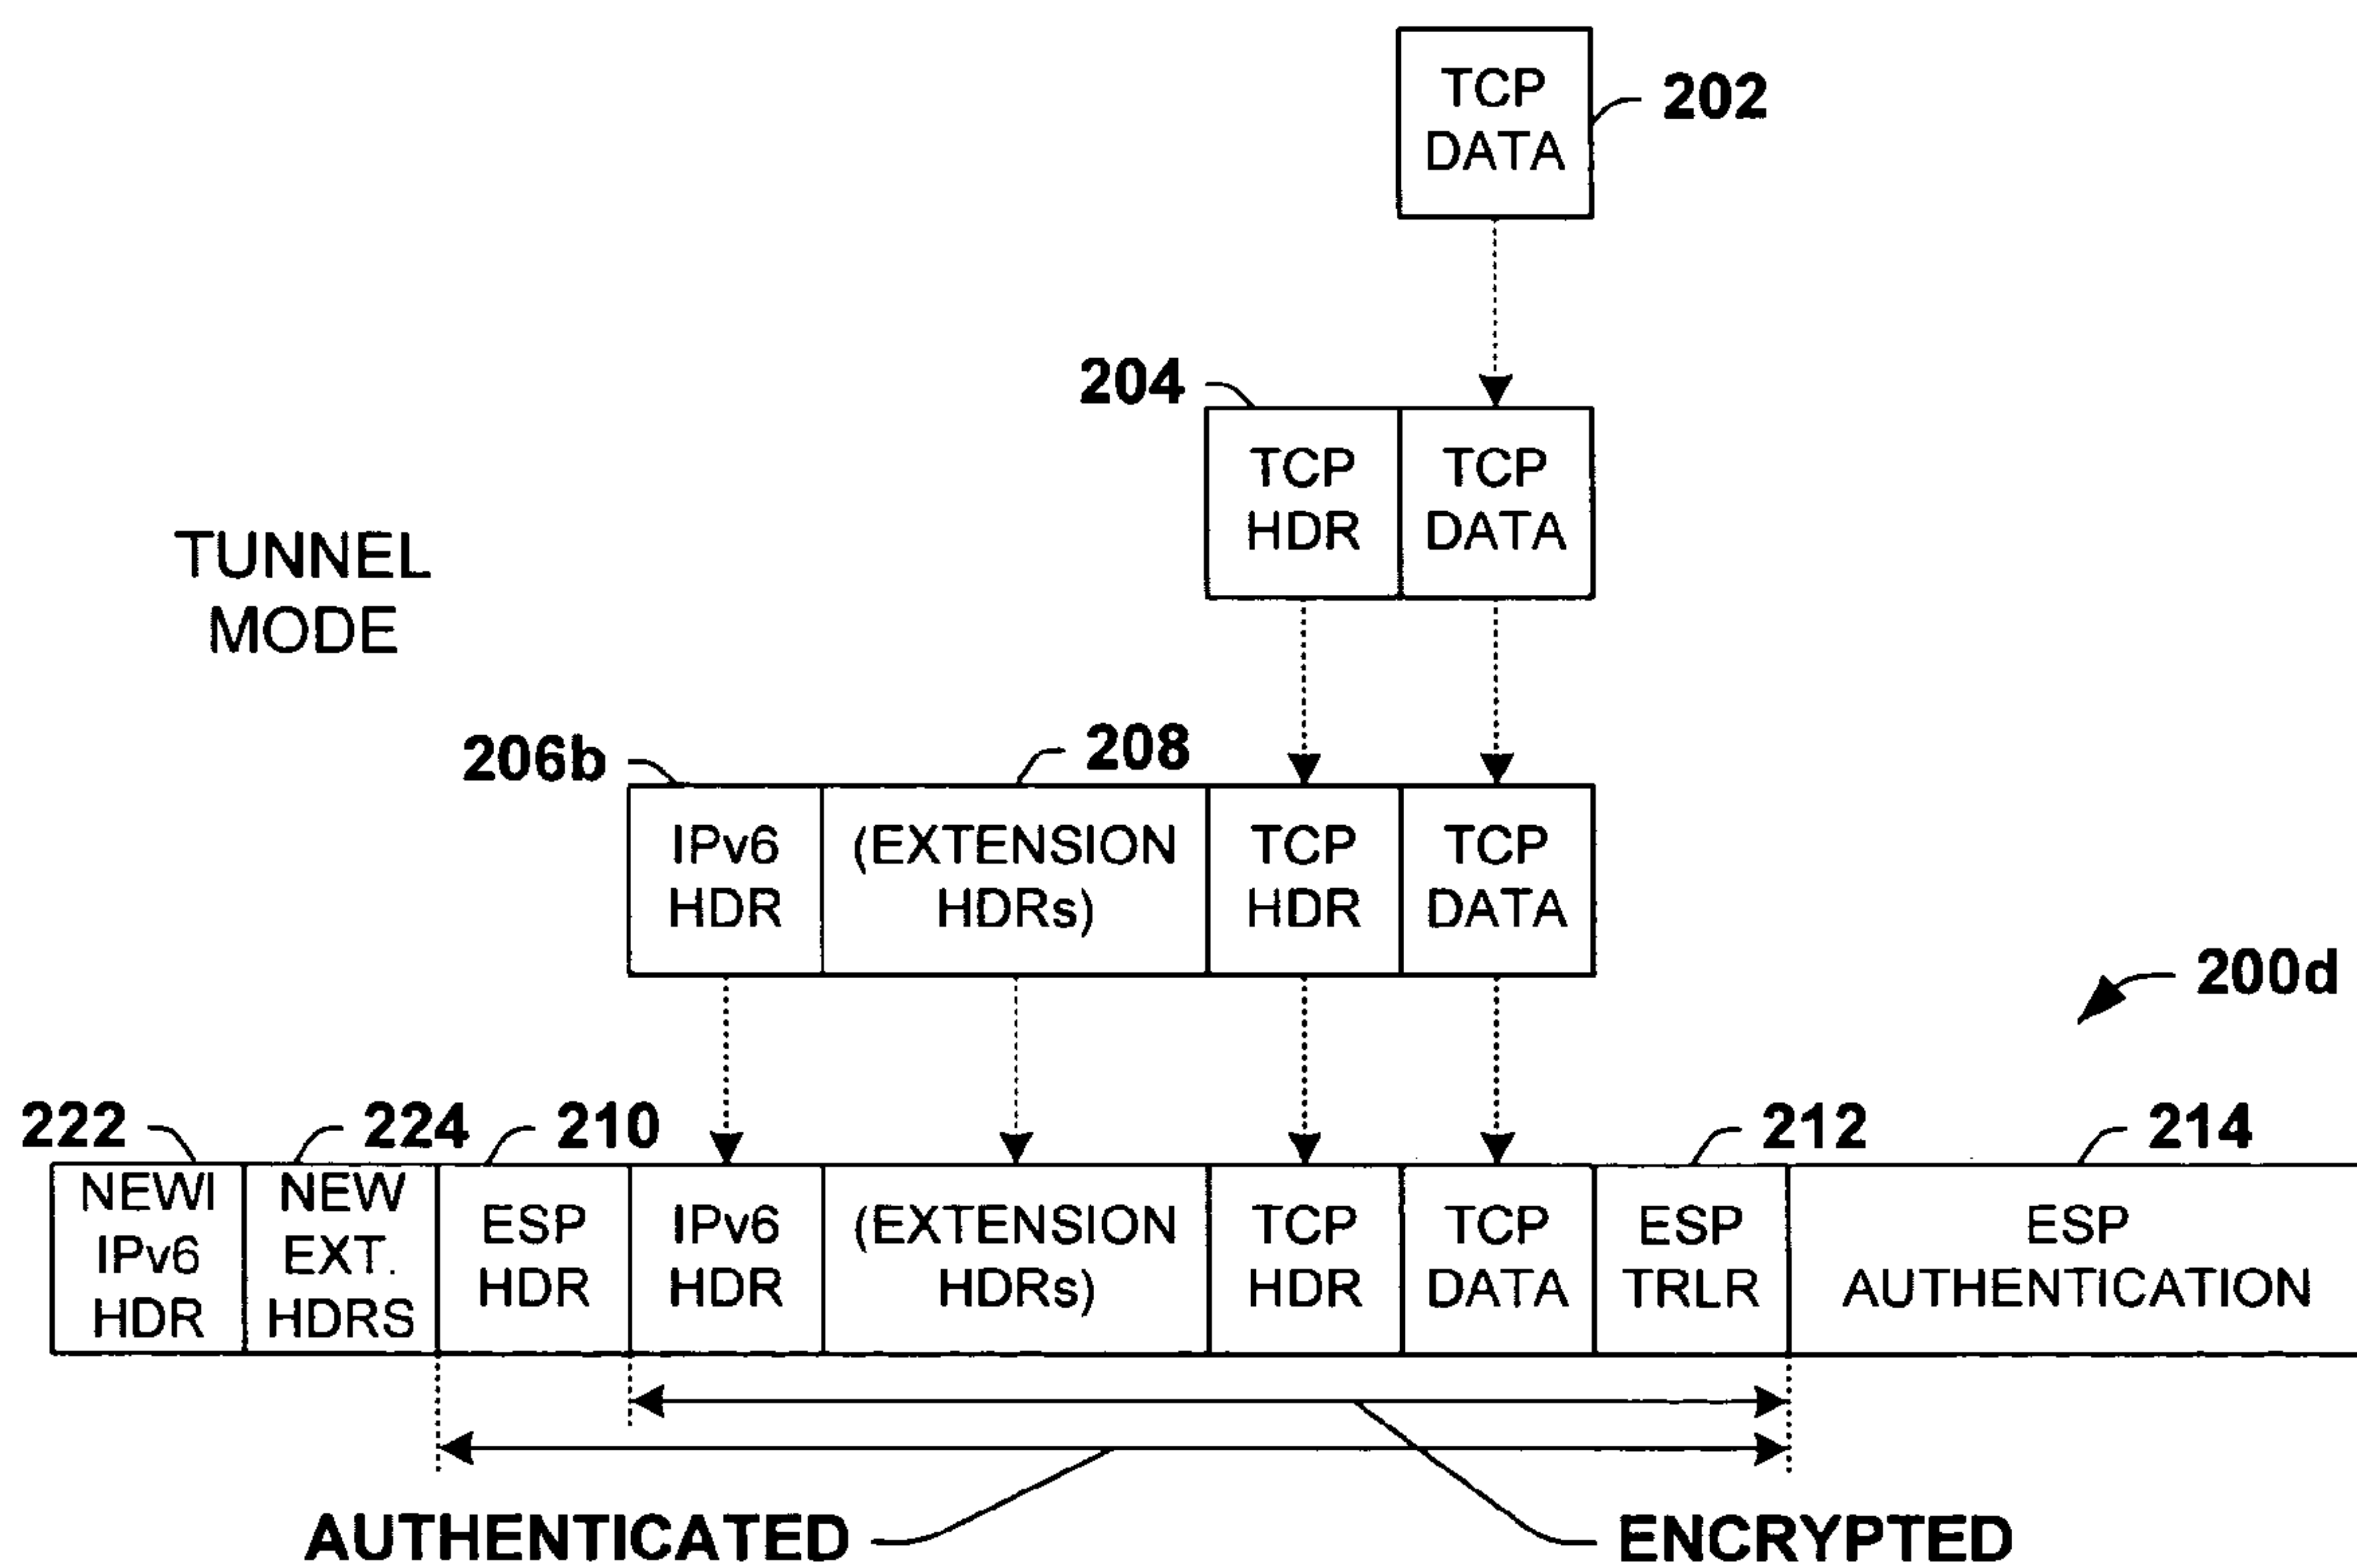 TCP
DATA
202
204
TCP
HDR
TCP
DATA
TUNNEL
MODE
206b
208
IPv6
HDR
(EXTENSION
HDRs)
TCP
HDR
TCP
DATA
200d
222
224
210
212
214
NEWI
IPv6
HDR
NEW
EXT.
HDRS
ESP
HDR
IPv6
HDR
(EXTENSION
HDRs)
TCP
HDR
TCP
DATA
ESP
TRLR
ESP
AUTHENTICATION
AUTHENTICATED
ENCRYPTED